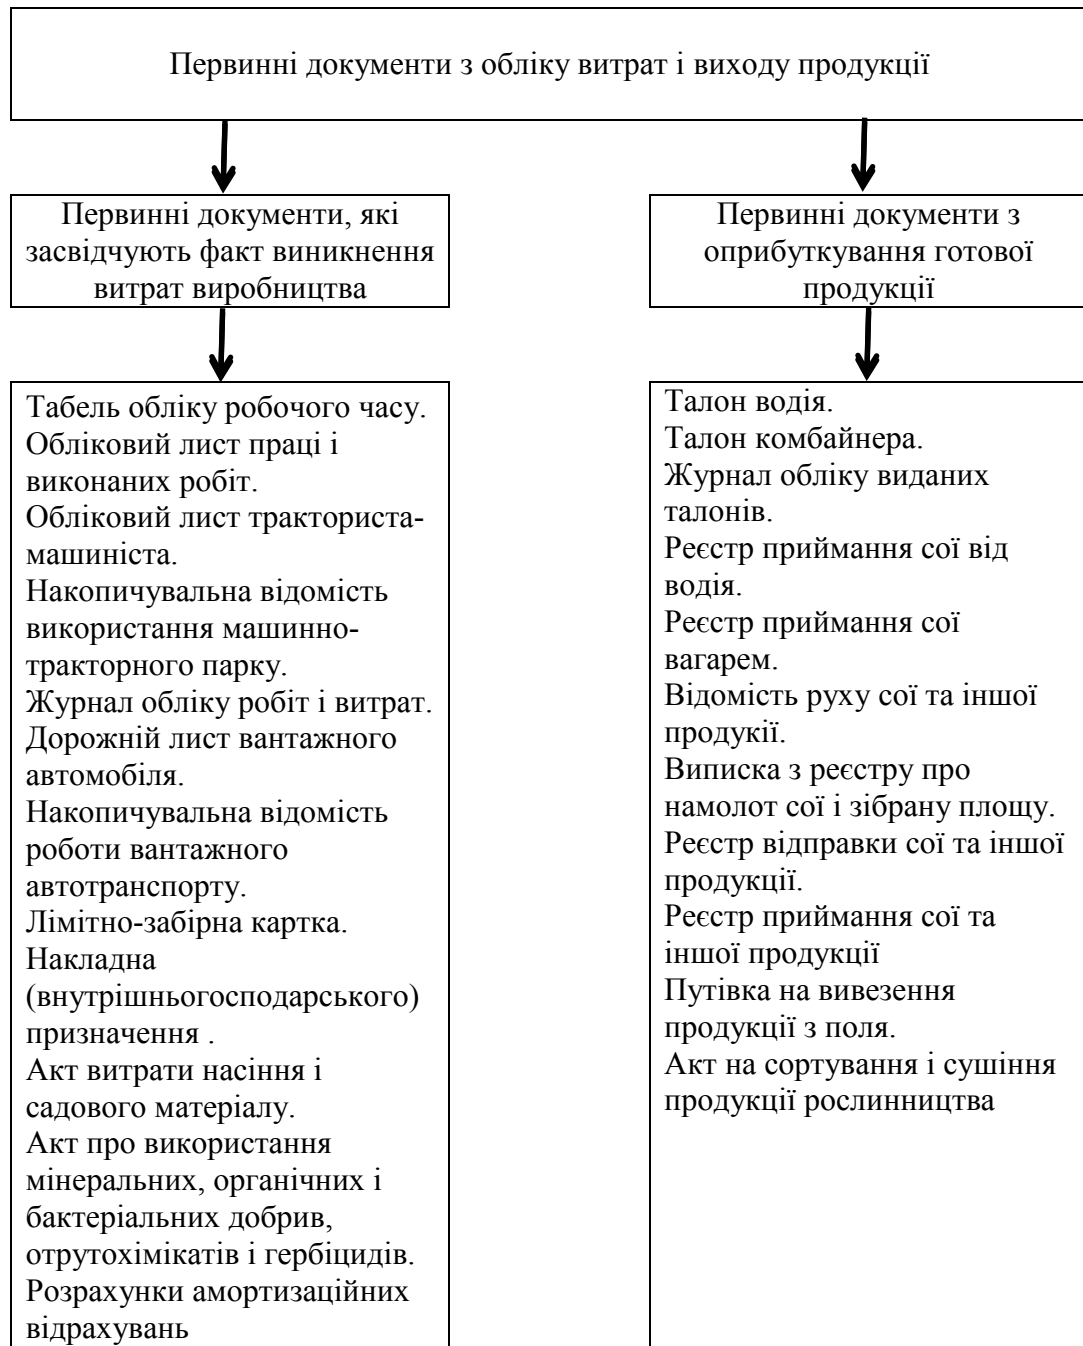 Первинні документи з обліку витрат і виходу продукції
Первинні документи, які
засвідчують факт виникнення
витрат виробництва
Первинні документи з
оприбуткування готової
продукції
Табель обліку робочого часу.
Обліковий лист праці і
виконаних робіт.
Обліковий лист тракториста-
машиніста.
Накопичувальна відомість
використання машинно-
тракторного парку.
Журнал обліку робіт і витрат.
Дорожній лист вантажного
автомобіля.
Накопичувальна відомість
роботи вантажного
автотранспорту.
Лімітно-забірна картка.
Накладна
(внутрішньогосподарського)
призначення .
Акт витрати насіння і
садового матеріалу.
Акт про використання
мінеральних, органічних і
бактеріальних добрив,
отрутохімікатів і гербіцидів.
Розрахунки амортизаційних
відрахувань
Талон водія.
Талон комбайнера.
Журнал обліку виданих
талонів.
Реєстр приймання сої від
водія.
Реєстр приймання сої
вагарем.
Відомість руху сої та іншої
продукії.
Виписка з реєстру про
намолот сої і зібрану площу.
Реєстр відправки сої та іншої
продукції.
Реєстр приймання сої та
іншої продукції
Путівка на вивезення
продукції з поля.
Акт на сортування і сушіння
продукції рослинництва